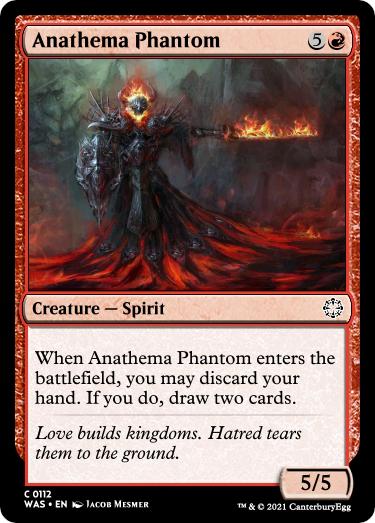 Anathema Phantom 5
Creature — Spirit
When Anathema Phantom enters the
battlefield, you may discard your
hand. If you do, draw two cards.
Love builds kingdoms. Hatred tears
them to the ground.
5/5
C 0112
WAS • EN Jacob Mesmer
™ & © 2021 CanterburyEgg